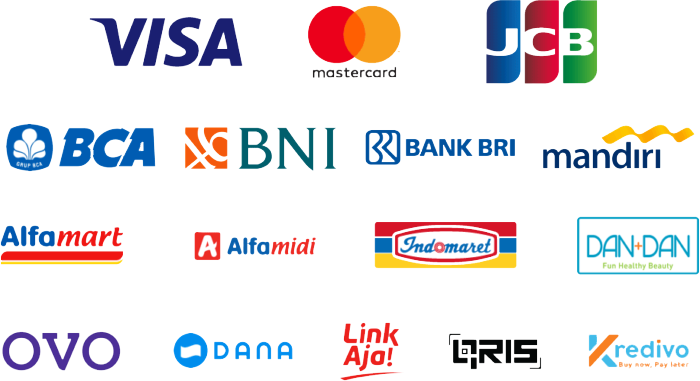 VISA
mastercard
JCB
GRUP BCA
BCA
BNI
BANK BRI
mandiri
Alfamart
Alfamidi
Indomaret
DAN+DAN
Fun Healthy Beauty
OVO
DANA
Link
Aja!
QRIS
Kredivo
Buy now, Pay later